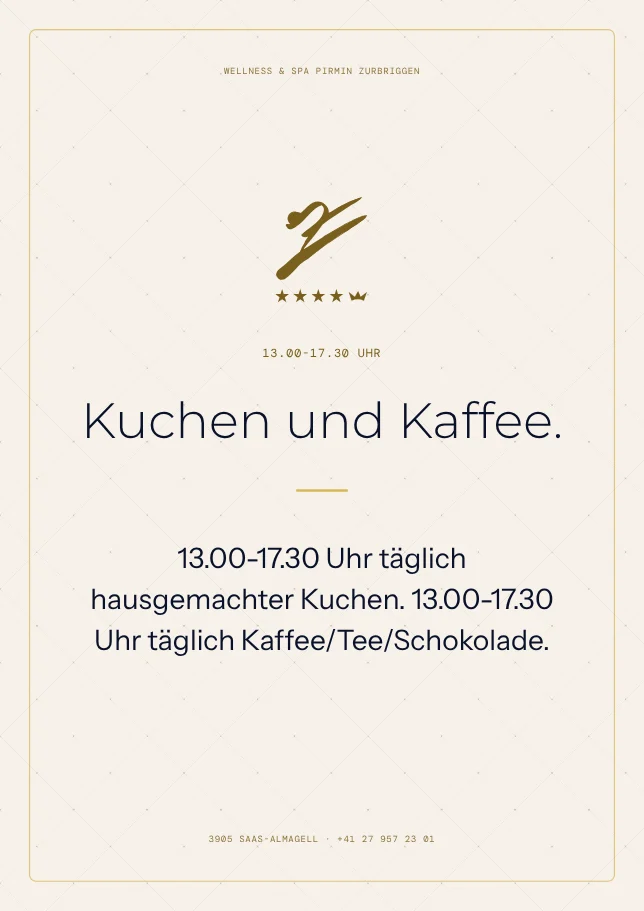 WELLNESS & SPA PIRMIN ZURBRIGGEN
13.00-17.30 UHR
Kuchen und Kaffee.
13.00-17.30 Uhr täglich
hausgemachter Kuchen. 13.00-17.30
Uhr täglich Kaffee/Tee/Schokolade.
3905 SAAS-ALMAGELL · +41 27 957 23 01